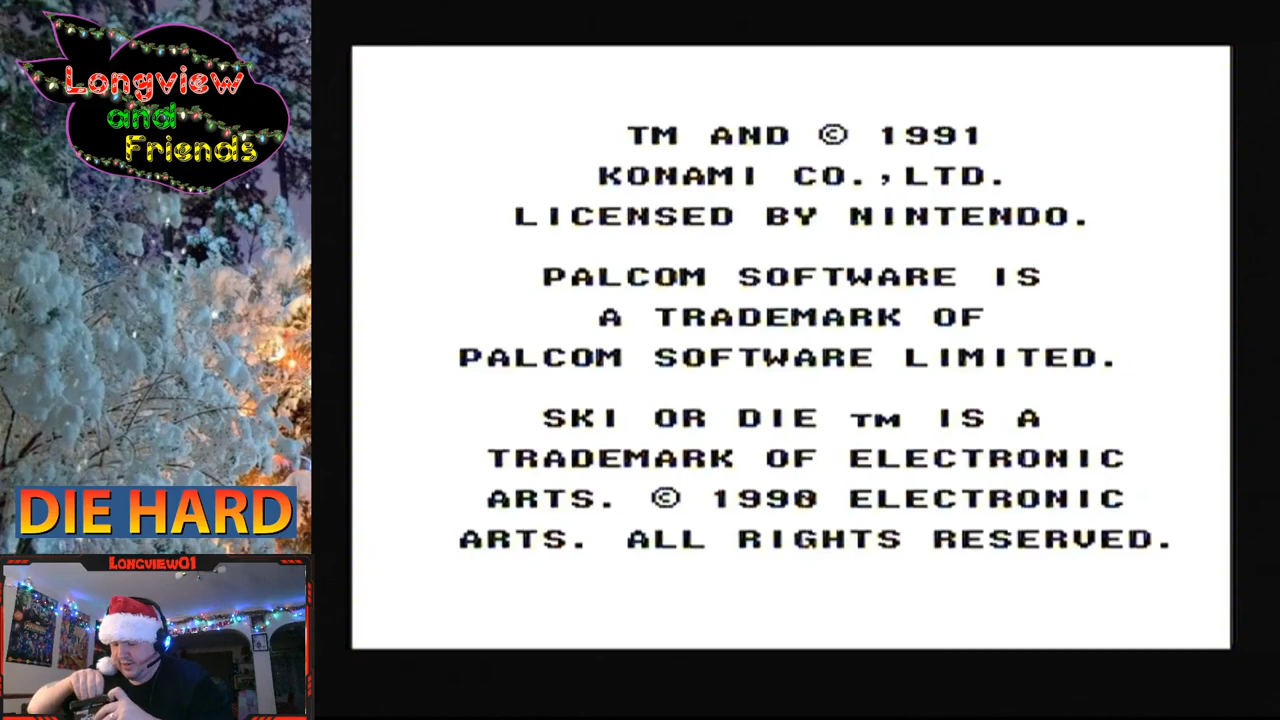 Longview
and
Friends
TM AND © 1991
KONAMI CO.,LTD.
LICENSED BY NINTENDO.
PALCOM SOFTWARE IS
A TRADEMARK OF
PALCOM SOFTWARE LIMITED.
SKI OR DIE TM IS A
TRADEMARK OF ELECTRONIC
ARTS. © 1990 ELECTRONIC
ARTS. ALL RIGHTS RESERVED.
DIE HARD
LONGVIEW01